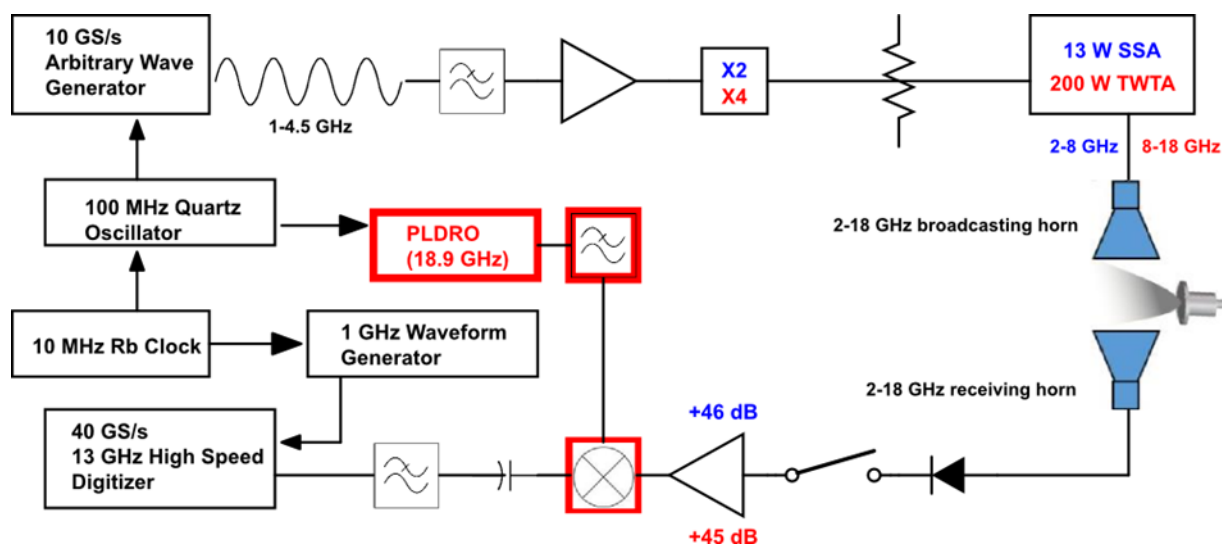 10 GS/s
Arbitrary Wave
Generator
1-4.5 GHz
X2
X4
13 W SSA
200 W TWTA
2-8 GHz
8-18 GHz
100 MHz Quartz
Oscillator
PLDRO
(18.9 GHz)
2-18 GHz broadcasting horn
10 MHz Rb Clock
1 GHz Waveform
Generator
2-18 GHz receiving horn
40 GS/s
13 GHz High Speed
Digitizer
+46 dB
+45 dB